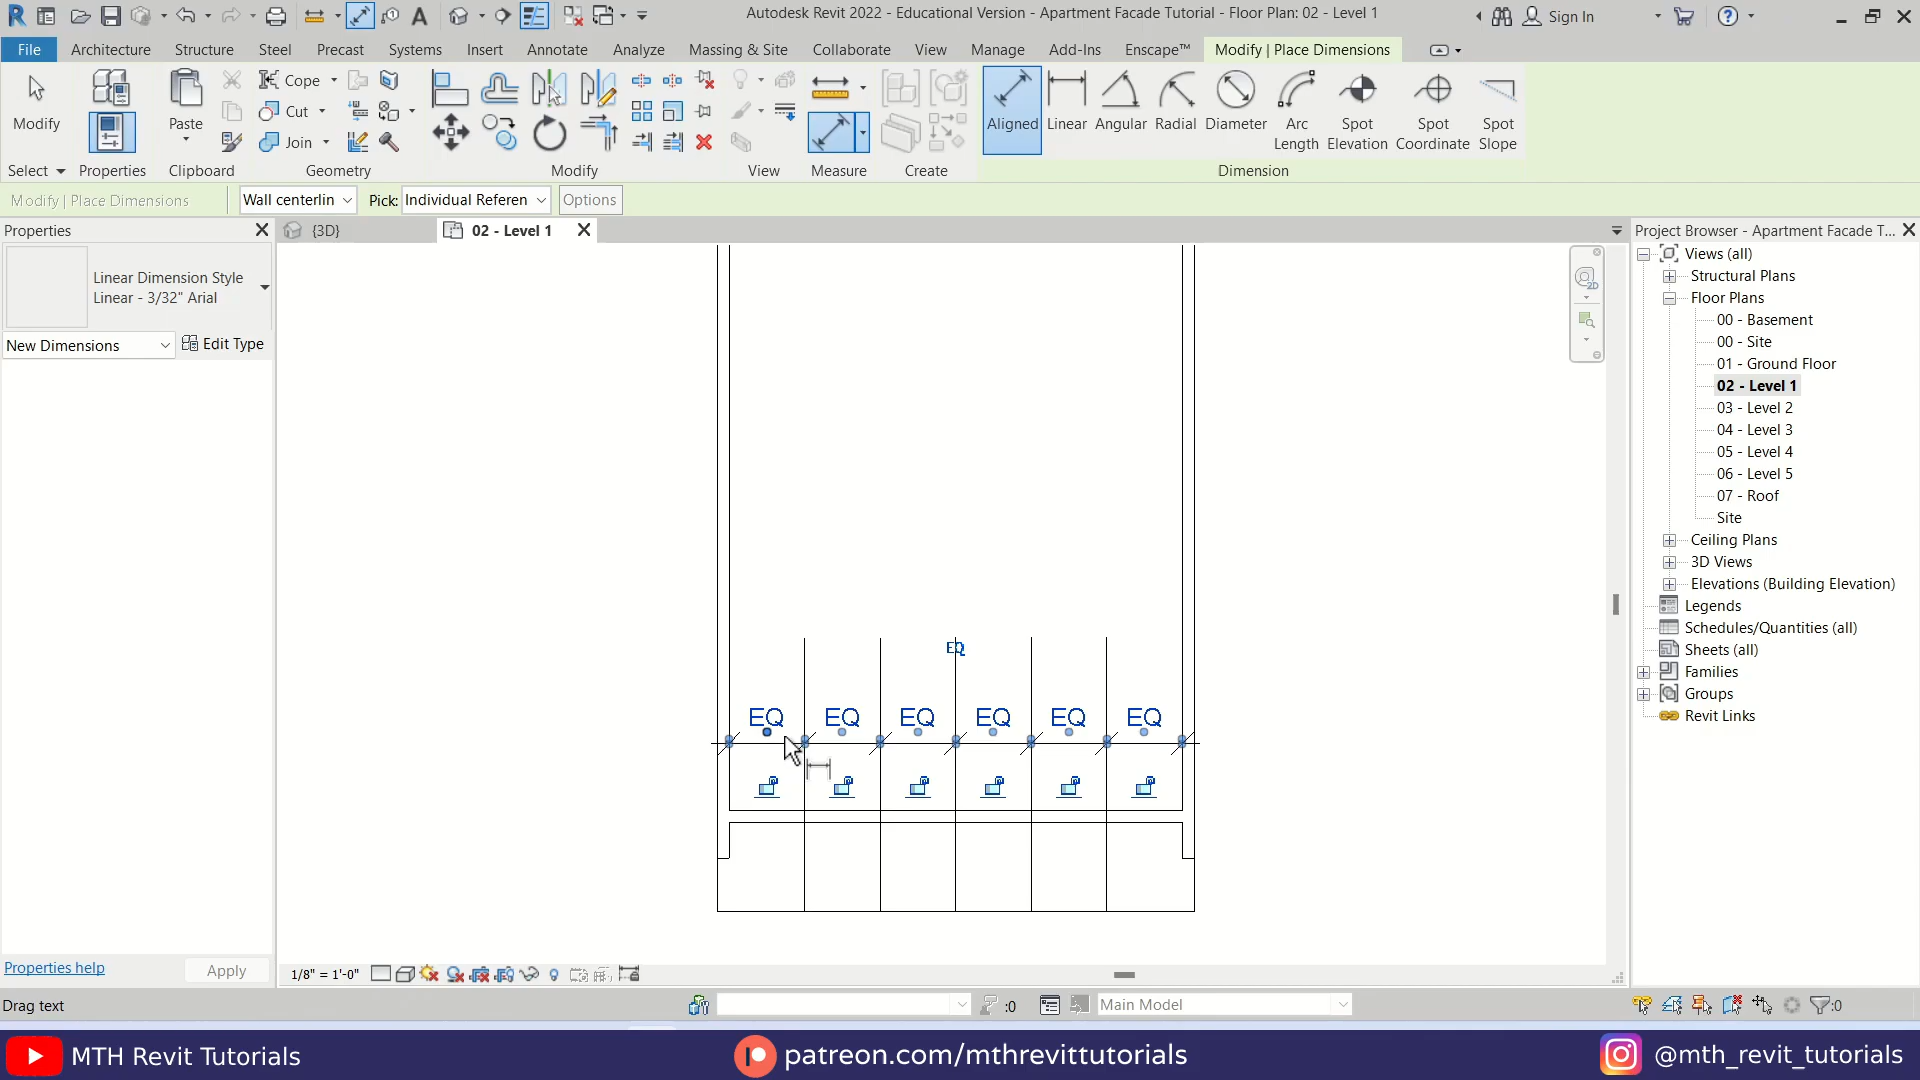 Autodesk Revit 2022 - Educational Version - Apartment Facade Tutorial - Floor Plan: 02 - Level 1
Sign In
File Architecture Structure Steel Precast Systems Insert Annotate Analyze Massing & Site Collaborate View Manage Add-Ins Enscape™ Modify | Place Dimensions
Modify
Paste
Cope
Cut
Join
Aligned Linear Angular Radial Diameter Arc Length Spot Elevation Spot Coordinate Spot Slope
Select Properties Clipboard Geometry Modify View Measure Create Dimension
Modify | Place Dimensions Wall centerlin Pick: Individual Referen Options
Properties
{3D} 02 - Level 1
Project Browser - Apartment Facade T...
Linear Dimension Style
Linear - 3/32" Arial
New Dimensions Edit Type
2D
Views (all)
Structural Plans
Floor Plans
00 - Basement
00 - Site
01 - Ground Floor
02 - Level 1
03 - Level 2
04 - Level 3
05 - Level 4
06 - Level 5
07 - Roof
Site
Ceiling Plans
3D Views
Elevations (Building Elevation)
Legends
Schedules/Quantities (all)
Sheets (all)
Families
Groups
Revit Links
EQ
EQ EQ EQ EQ EQ EQ
Properties help Apply
1/8" = 1'-0"
Drag text
:0 Main Model :0
MTH Revit Tutorials patreon.com/mthrevittutorials @mth_revit_tutorials